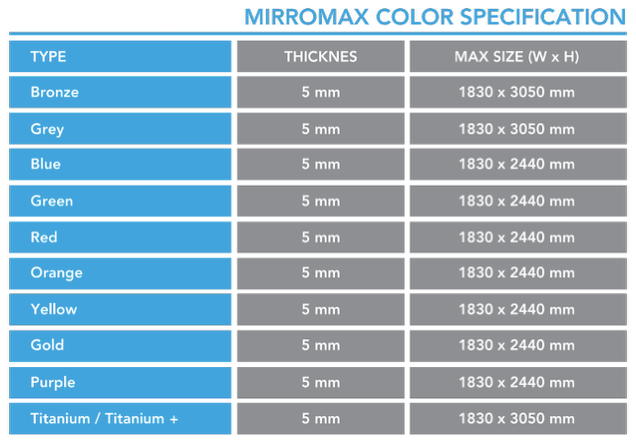 MIRROMAX COLOR SPECIFICATION
TYPE THICKNES MAX SIZE (W x H)
Bronze 5 mm 1830 x 3050 mm
Grey 5 mm 1830 x 3050 mm
Blue 5 mm 1830 x 2440 mm
Green 5 mm 1830 x 2440 mm
Red 5 mm 1830 x 2440 mm
Orange 5 mm 1830 x 2440 mm
Yellow 5 mm 1830 x 2440 mm
Gold 5 mm 1830 x 2440 mm
Purple 5 mm 1830 x 2440 mm
Titanium / Titanium + 5 mm 1830 x 3050 mm